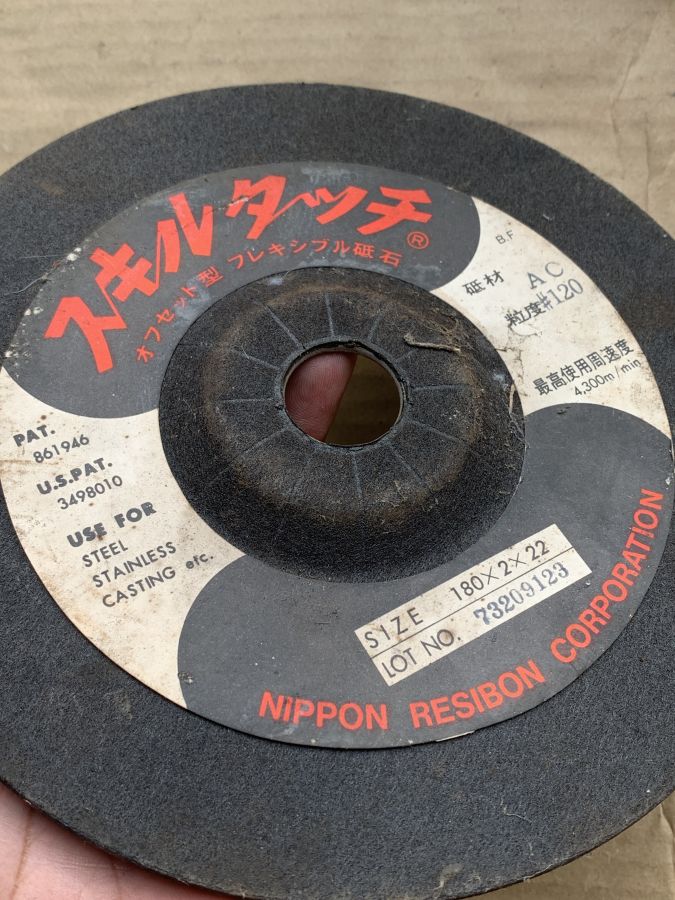 スキルタッチ®
オフセット型 フレキシブル砥石
B.F
砥材 AC
粒度#120
最高使用周速度
4,300m/min
PAT.
861946
U.S.PAT.
3498010
USE FOR
STEEL
STAINLESS
CASTING etc.
SIZE 180×2×22
LOT NO. 73209123
NIPPON RESIBON CORPORATION